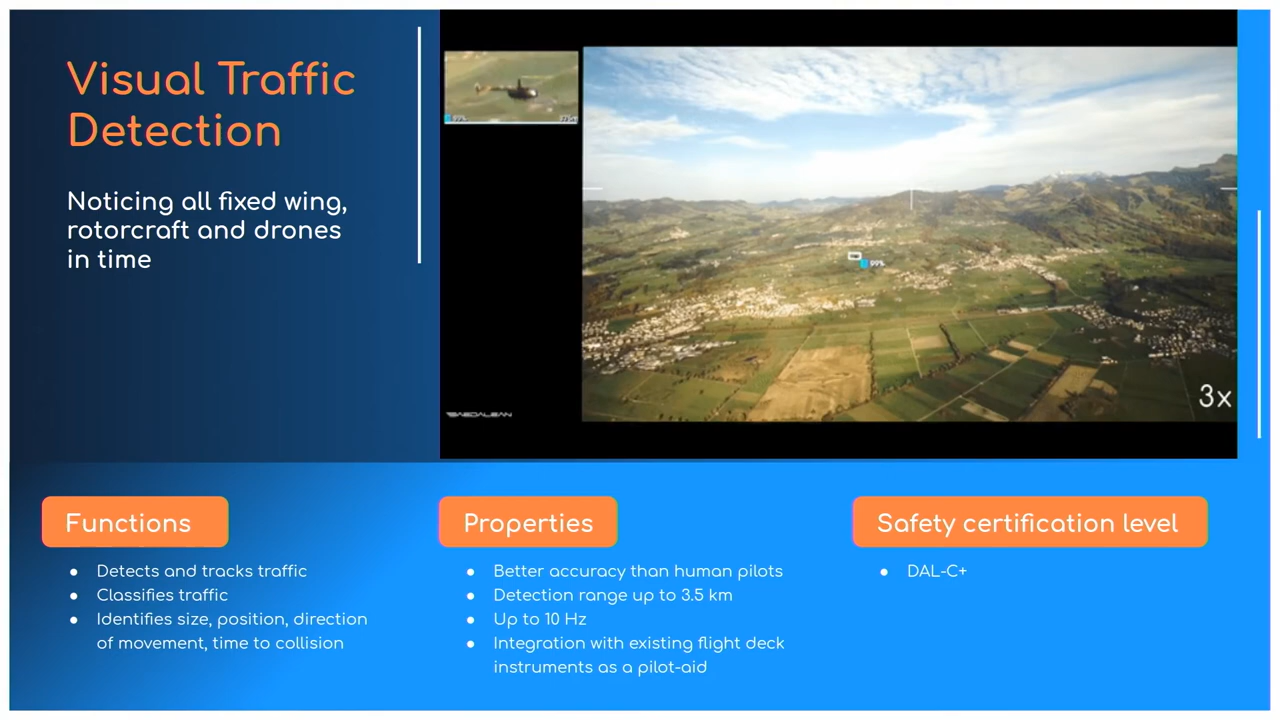 Visual Traffic
Detection
Noticing all fixed wing,
rotorcraft and drones
in time
99%
99%
3x
DAEDALEAN
Functions
● Detects and tracks traffic
● Classifies traffic
● Identifies size, position, direction
of movement, time to collision
Properties
● Better accuracy than human pilots
● Detection range up to 3.5 km
● Up to 10 Hz
● Integration with existing flight deck
instruments as a pilot-aid
Safety certification level
● DAL-C+